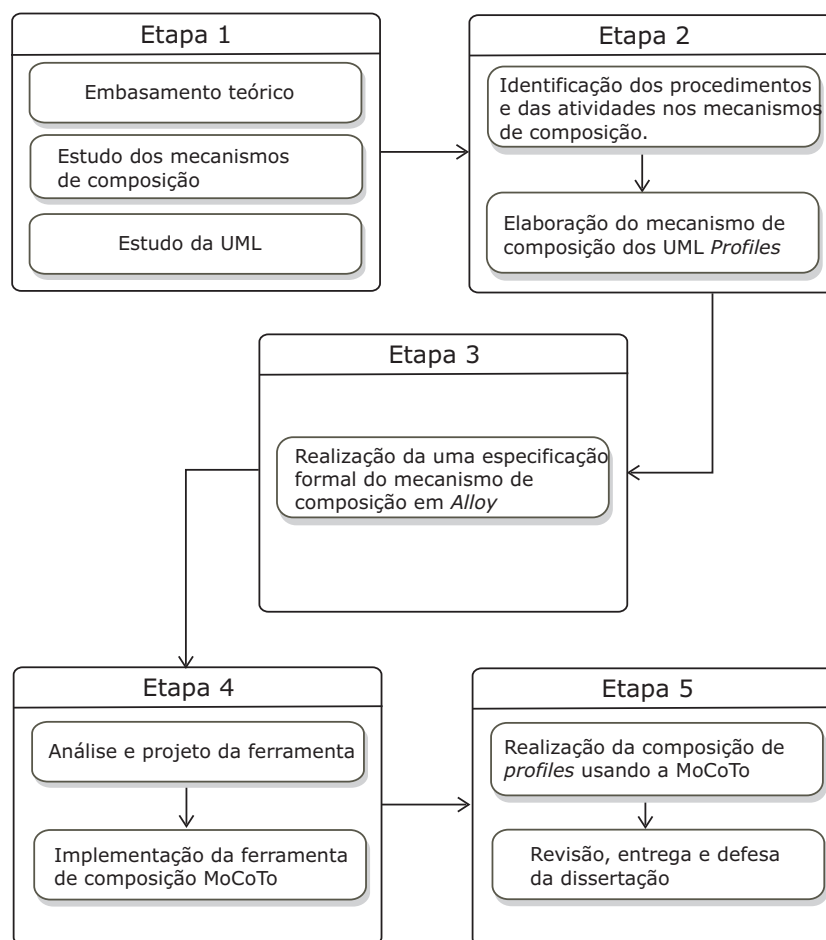 Etapa 1
Embasamento teórico
Estudo dos mecanismos
de composição
Estudo da UML
Etapa 2
Identificação dos procedimentos
e das atividades nos mecanismos
de composição.
Elaboração do mecanismo de
composição dos UML Profiles
Etapa 3
Realização da uma especificação
formal do mecanismo de
composição em Alloy
Etapa 4
Análise e projeto da ferramenta
Implementação da ferramenta
de composição MoCoTo
Etapa 5
Realização da composição de
profiles usando a MoCoTo
Revisão, entrega e defesa
da dissertação